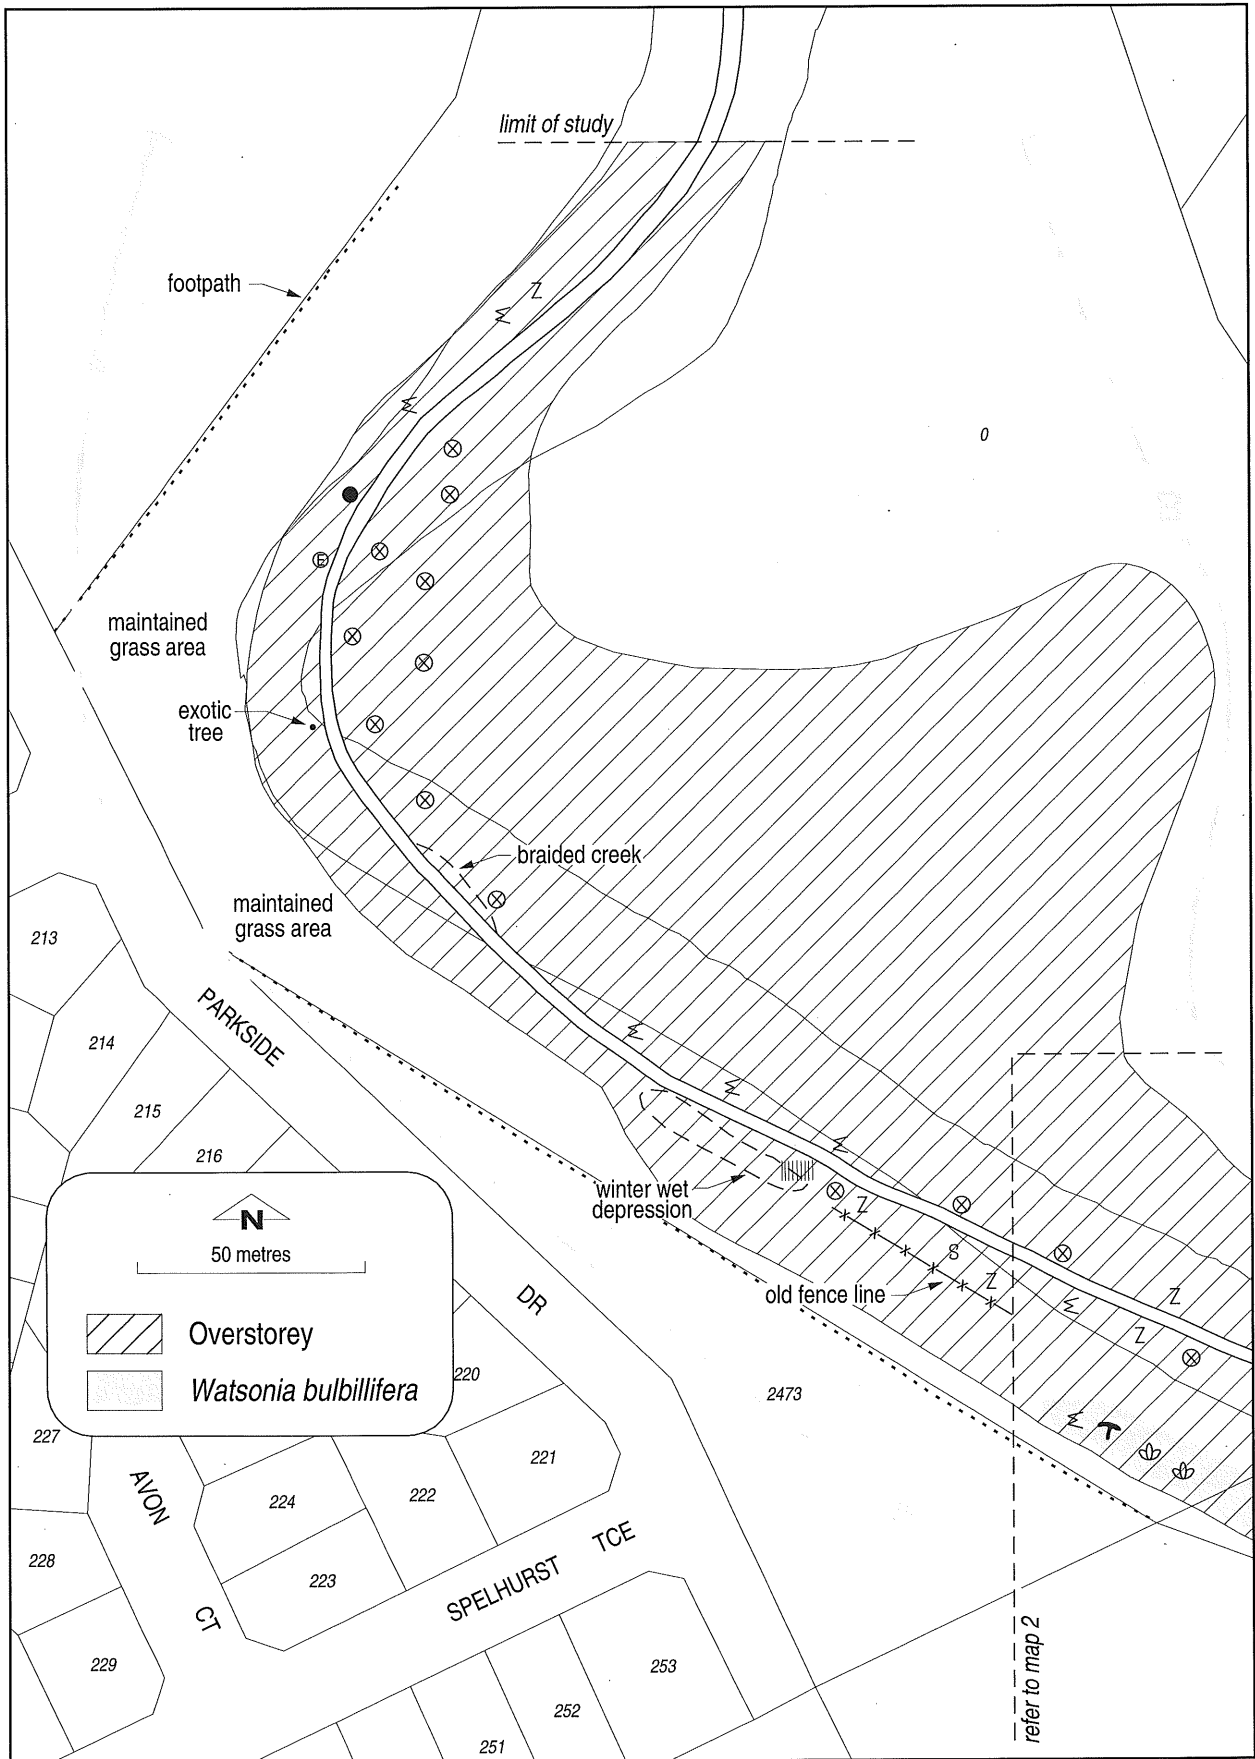 limit of study
Z
footpath
0
E
maintained
grass area
exotic
tree
braided creek
maintained
grass area
213
PARKSIDE
214
215
216
winter wet
depression
Z
S
Z
old fence line
Z
Z
N
50 metres
DR
Overstorey
Watsonia bulbillifera
220
2473
227
221
AVON
224
222
228
223
SPELHURST TCE
CT
229
253
252
251
refer to map 2